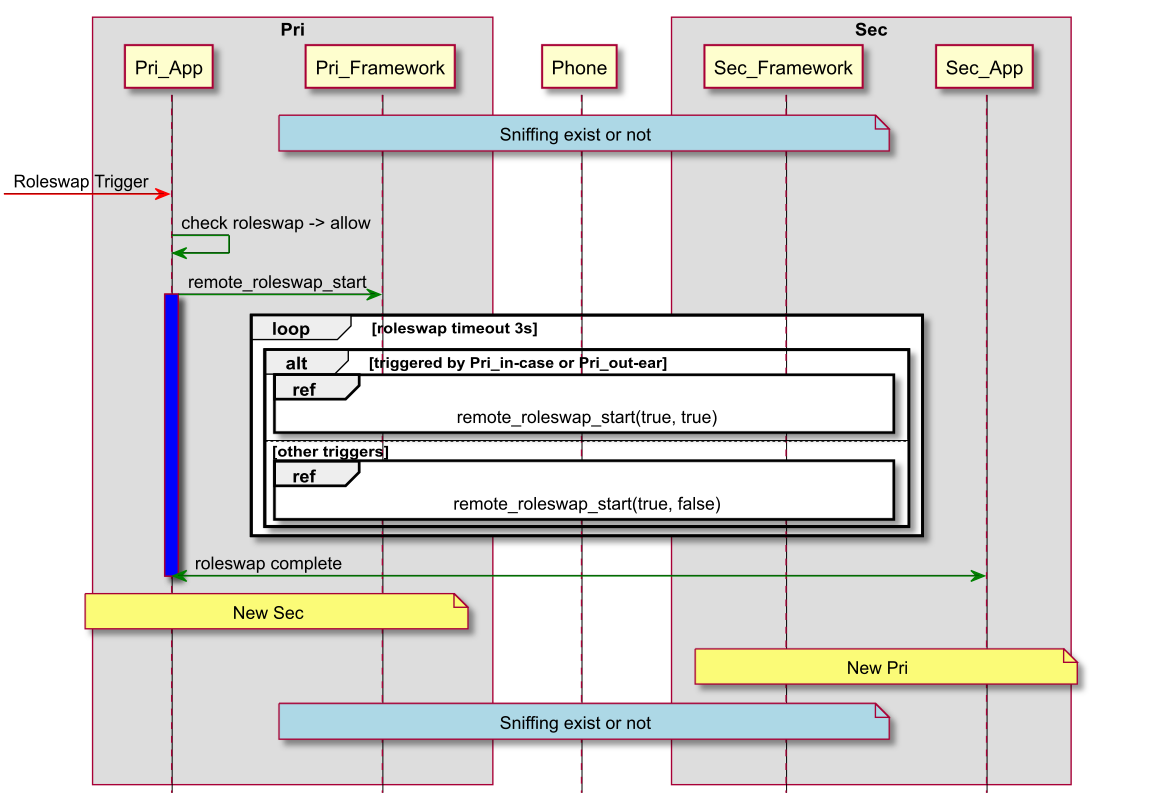 Pri
Sec
Pri_App
Pri_Framework
Phone
Sec_Framework
Sec_App
Sniffing exist or not
Roleswap Trigger
check roleswap -> allow
remote_roleswap_start
loop
[roleswap timeout 3s]
alt
[triggered by Pri_in-case or Pri_out-ear]
ref
remote_roleswap_start(true, true)
[other triggers]
ref
remote_roleswap_start(true, false)
roleswap complete
New Sec
New Pri
Sniffing exist or not